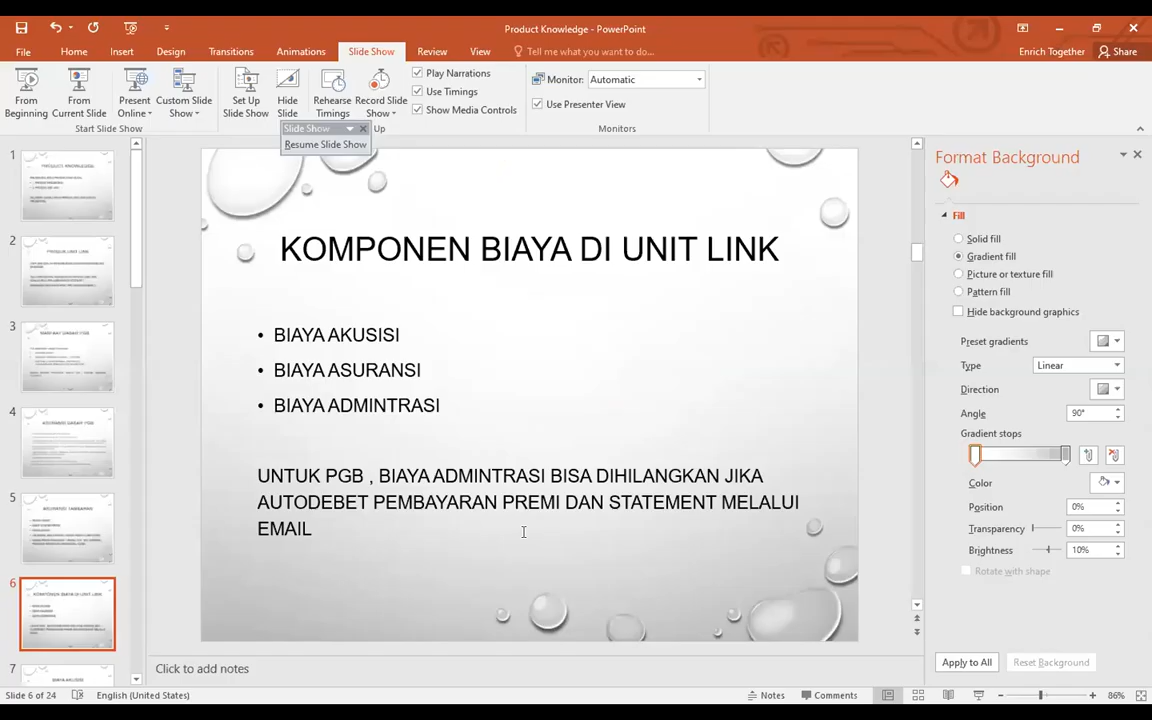 Product Knowledge - PowerPoint
File Home Insert Design Transitions Animations Slide Show Review View Tell me what you want to do... Enrich Together Share
From Beginning
From Current Slide
Present Online
Custom Slide Show
Set Up Slide Show
Hide Slide
Rehearse Timings
Record Slide Show
Play Narrations
Use Timings
Show Media Controls
Monitor: Automatic
Use Presenter View
Start Slide Show
Up
Monitors
Slide Show
Resume Slide Show
1
2
3
4
5
6
7
KOMPONEN BIAYA DI UNIT LINK
• BIAYA AKUSISI
• BIAYA ASURANSI
• BIAYA ADMINTRASI
UNTUK PGB , BIAYA ADMINTRASI BISA DIHILANGKAN JIKA
AUTODEBET PEMBAYARAN PREMI DAN STATEMENT MELALUI
EMAIL
Click to add notes
Format Background
Fill
Solid fill
Gradient fill
Picture or texture fill
Pattern fill
Hide background graphics
Preset gradients
Type Linear
Direction
Angle 90°
Gradient stops
Color
Position 0%
Transparency 0%
Brightness 10%
Rotate with shape
Apply to All Reset Background
Slide 6 of 24 English (United States) Notes Comments 86%